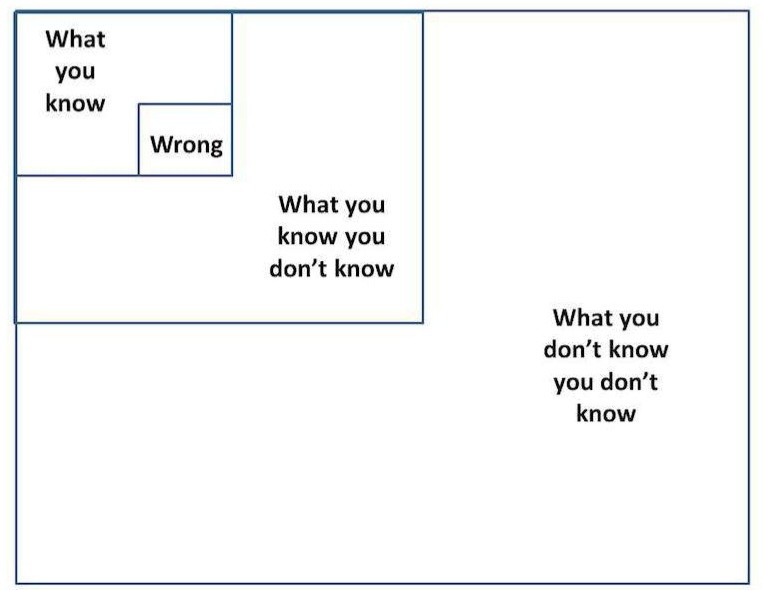 What
you
know
Wrong
What you
know you
don't know
What you
don't know
you don't
know